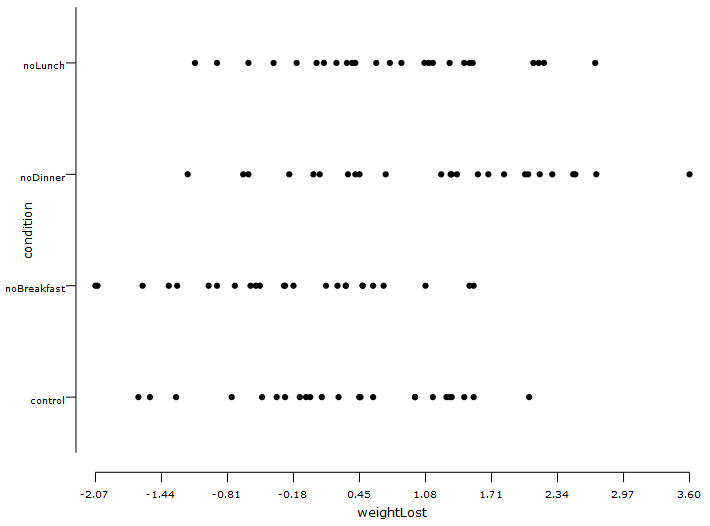 noLunch
noDinner
condition
noBreakfast
control
-2.07 -1.44 -0.81 -0.18 0.45 1.08 1.71 2.34 2.97 3.60
weightLost